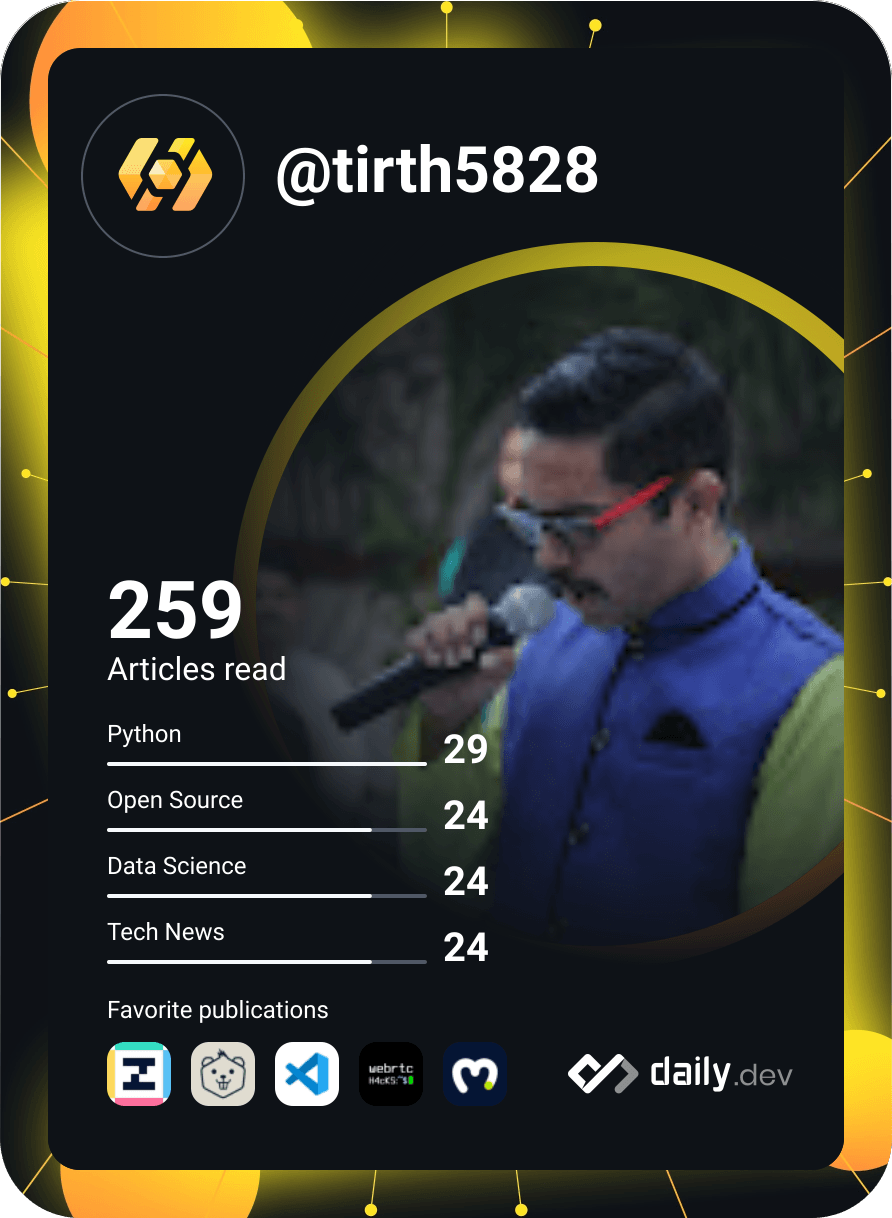 @tirth5828
259
Articles read
Python
29
Open Source
24
Data Science
24
Tech News
24
Favorite publications
webrtc
H4cKS:~$
daily.dev